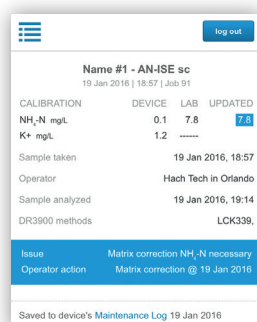 log out
Name #1 - AN-ISE sc
19 Jan 2016 | 18:57 | Job 91
CALIBRATION DEVICE LAB UPDATED
NH₄-N mg/L 0.1 7.8 7.8
K+ mg/L 1.2 ------
Sample taken 19 Jan 2016, 18:57
Operator Hach Tech in Orlando
Sample analyzed 19 Jan 2016, 19:14
DR3900 methods LCK339,
Issue Matrix correction NH₄-N necessary
Operator action Matrix correction @ 19 Jan 2016
Saved to device's Maintenance Log 19 Jan 2016